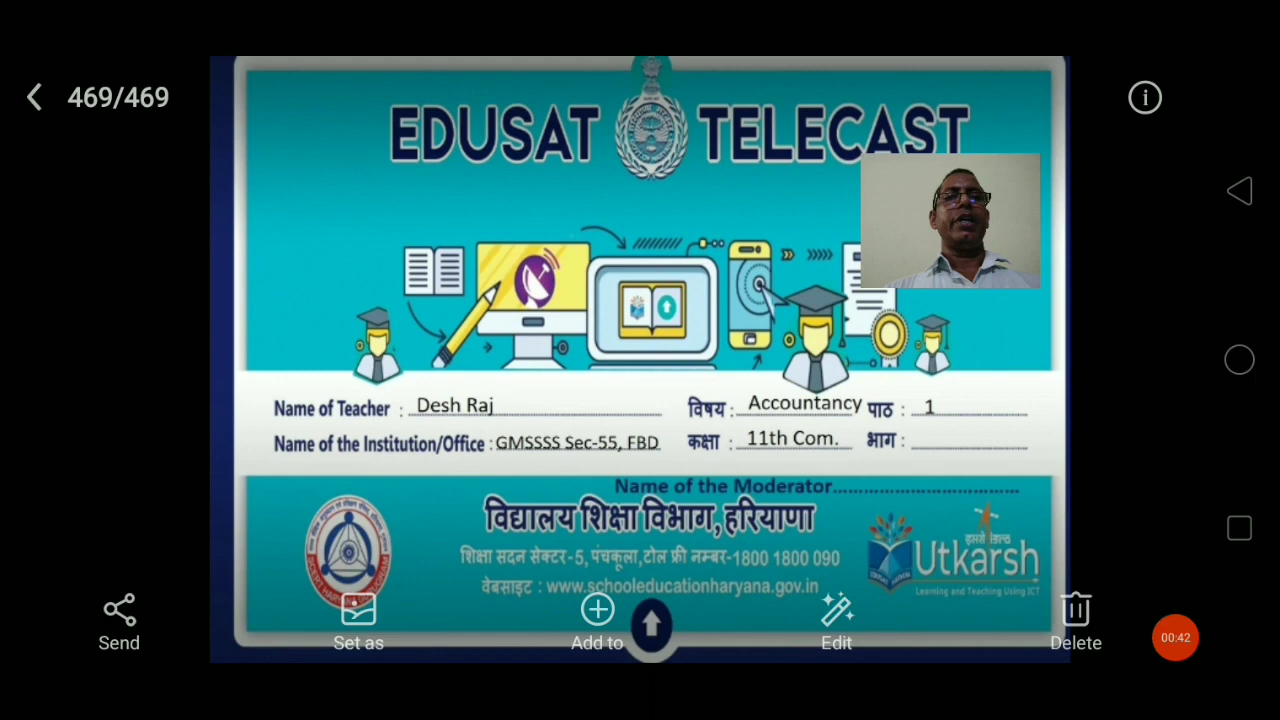 469/469
EDUSAT TELECAST
Name of Teacher : Desh Raj विषय : Accountancy पाठ : 1
Name of the Institution/Office : GMSSSS Sec-55, FBD कक्षा : 11th Com. भाग :
Name of the Moderator................................
विद्यालय शिक्षा विभाग, हरियाणा
शिक्षा सदन सेक्टर-5, पंचकूला,टोल फ्री नम्बर-1800 1800 090
वेबसाइट : www.schooleducationharyana.gov.in
Utkarsh
Learning and Teaching Using ICT
Send Set as Add to Edit Delete 00:42